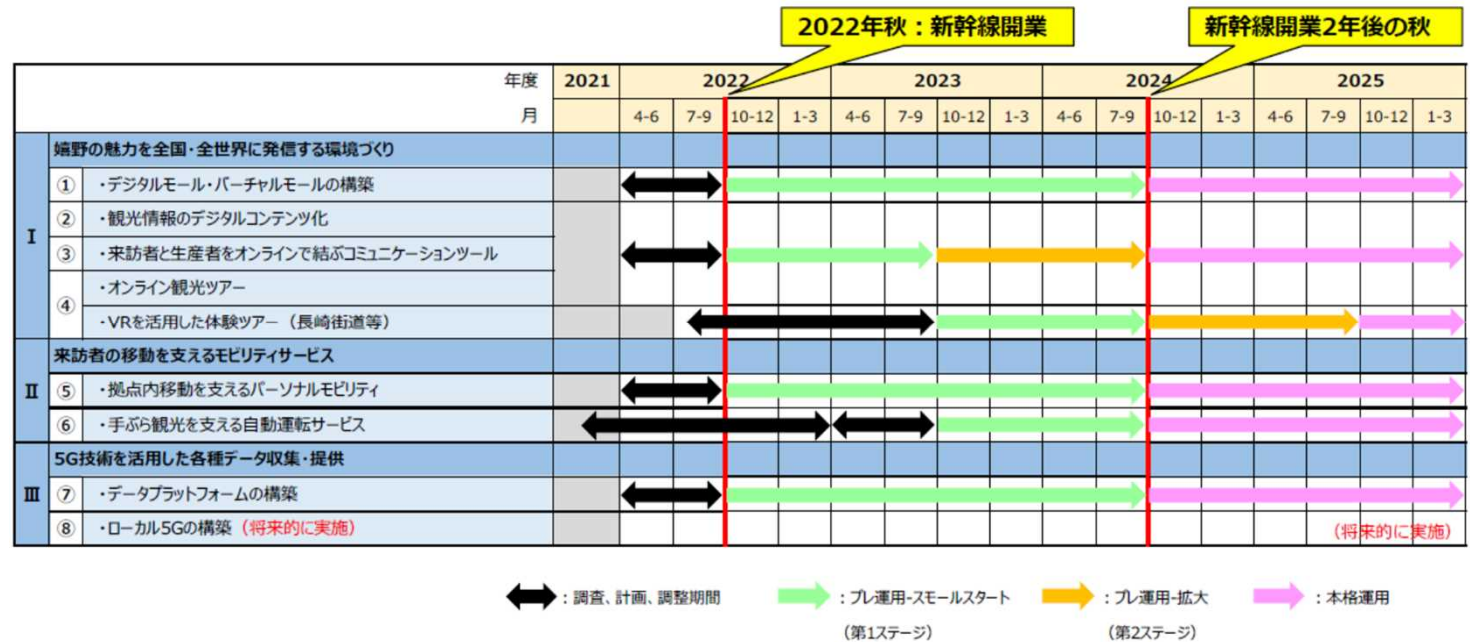 2022年秋：新幹線開業
新幹線開業2年後の秋
年度 2021 2022 2023 2024 2025
月 4-6 7-9 10-12 1-3 4-6 7-9 10-12 1-3 4-6 7-9 10-12 1-3 4-6 7-9 10-12 1-3
Ⅰ
嬉野の魅力を全国・全世界に発信する環境づくり
① ・デジタルモール・バーチャルモールの構築
② ・観光情報のデジタルコンテンツ化
③ ・来訪者と生産者をオンラインで結ぶコミュニケーションツール
④ ・オンライン観光ツアー
・VRを活用した体験ツアー（長崎街道等）
Ⅱ
来訪者の移動を支えるモビリティサービス
⑤ ・拠点内移動を支えるパーソナルモビリティ
⑥ ・手ぶら観光を支える自動運転サービス
Ⅲ
5G技術を活用した各種データ収集・提供
⑦ ・データプラットフォームの構築
⑧ ・ローカル5Gの構築（将来的に実施） （将来的に実施）
：調査、計画、調整期間 ：プレ運用-スモールスタート ：プレ運用-拡大 ：本格運用
（第1ステージ） （第2ステージ）